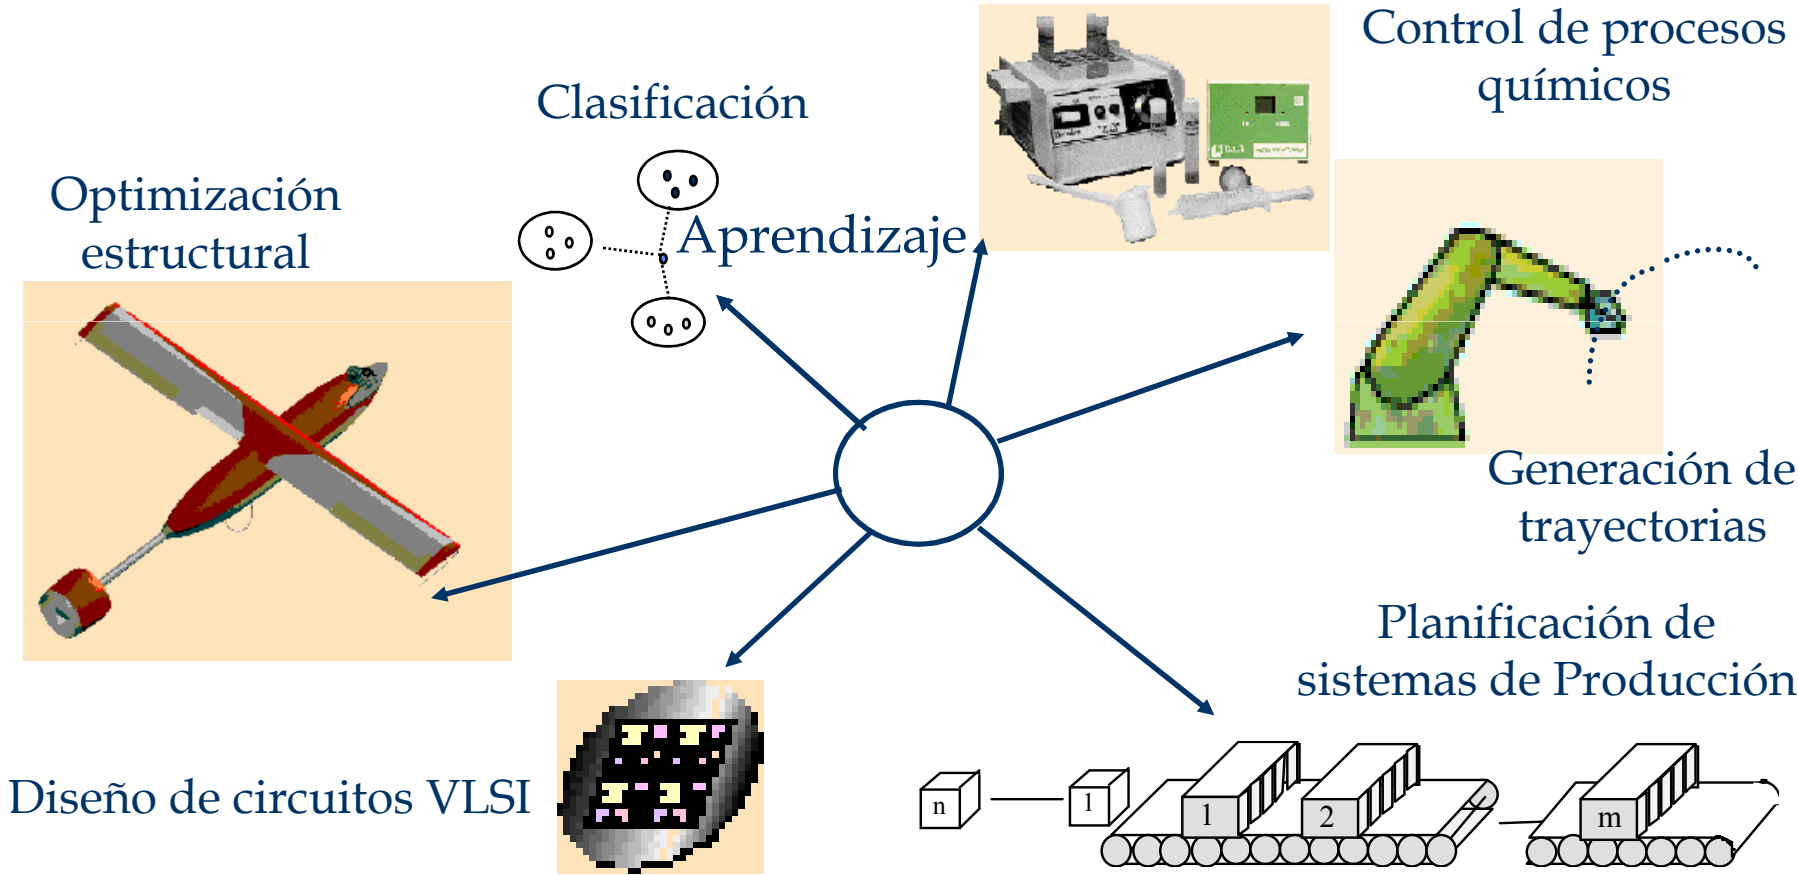 Control de procesos
químicos
Clasificación
Optimización
estructural
Aprendizaje
Generación de
trayectorias
Planificación de
sistemas de Producción
Diseño de circuitos VLSI
n
1
1
2
m